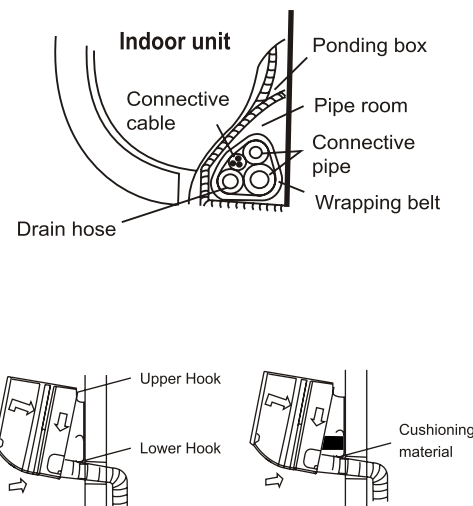 Indoor unit
Ponding box
Connective
cable
Pipe room
Connective
pipe
Wrapping belt
Drain hose
Upper Hook
Lower Hook
Cushioning
material